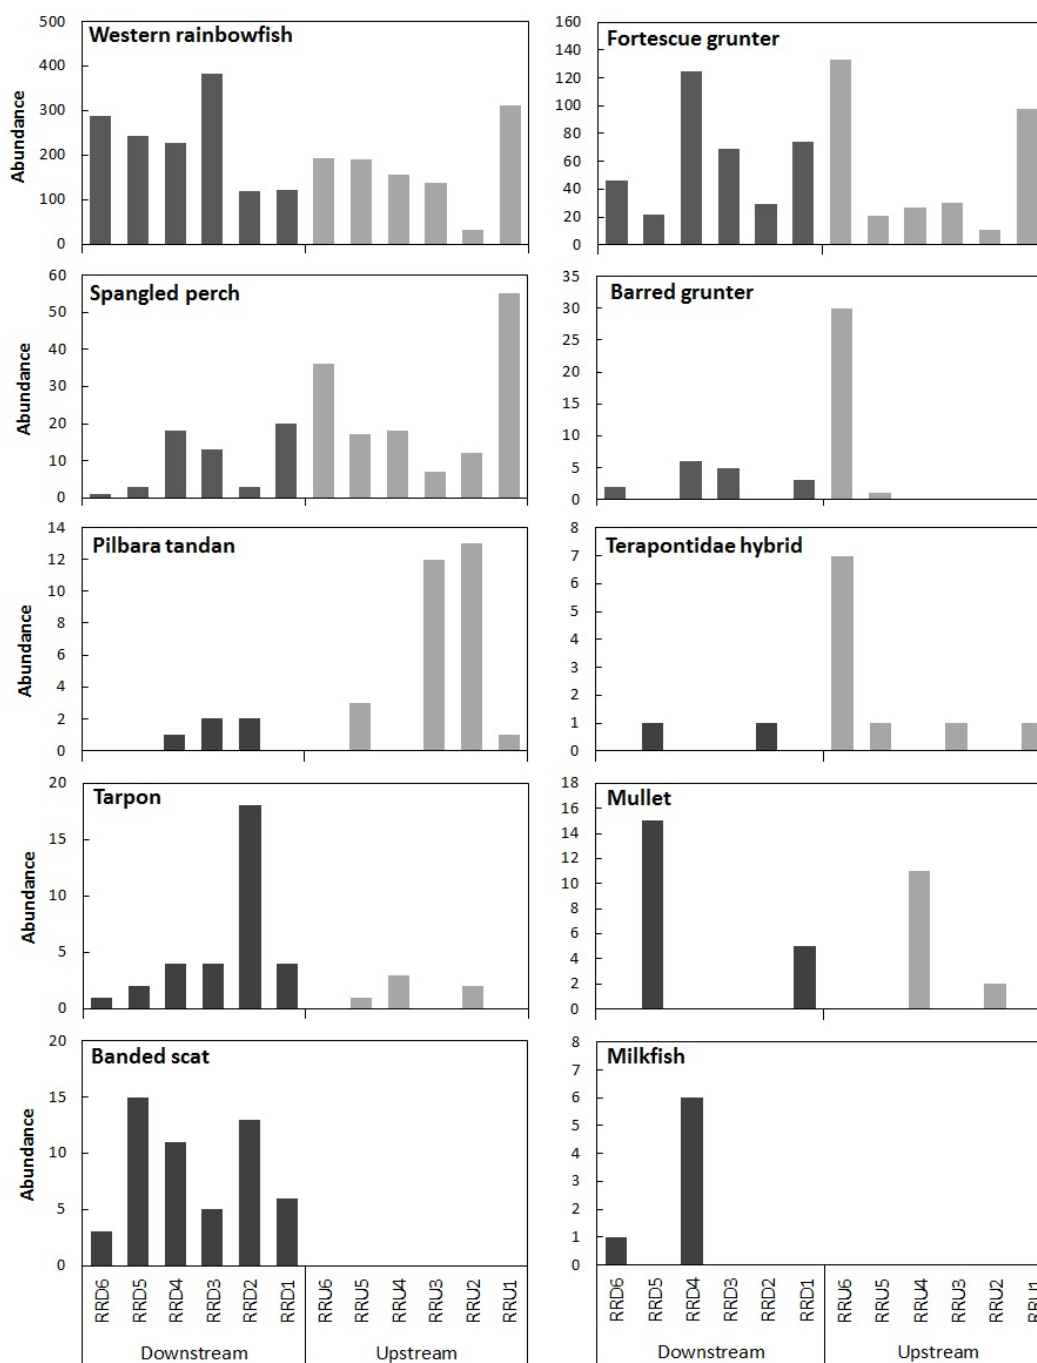 Western rainbowfish
Abundance
500
400
300
200
100
0
Fortescue grunter
160
140
120
100
80
60
40
20
0
Spangled perch
Abundance
60
50
40
30
20
10
0
Barred grunter
35
30
25
20
15
10
5
0
Pilbara tandan
Abundance
14
12
10
8
6
4
2
0
Terapontidae hybrid
8
7
6
5
4
3
2
1
0
Tarpon
Abundance
20
15
10
5
0
Mullet
18
16
14
12
10
8
6
4
2
0
Banded scat
Abundance
20
15
10
5
0
Milkfish
8
7
6
5
4
3
2
1
0
RRD6
RRD5
RRD4
RRD3
RRD2
RRD1
RRU6
RRU5
RRU4
RRU3
RRU2
RRU1
Downstream
Upstream
RRD6
RRD5
RRD4
RRD3
RRD2
RRD1
RRU6
RRU5
RRU4
RRU3
RRU2
RRU1
Downstream
Upstream